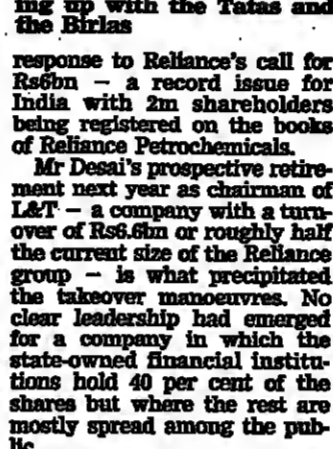 ing up with the Tatas and
the Birlas
response to Reliance's call for
Rs6bn – a record issue for
India with 2m shareholders
being registered on the books
of Reliance Petrochemicals.
Mr Desai's prospective retire-
ment next year as chairman of
L&T – a company with a turn-
over of Rs6.6bn or roughly half
the current size of the Reliance
group – is what precipitated
the takeover manoeuvres. No
clear leadership had emerged
for a company in which the
state-owned financial institu-
tions hold 40 per cent of the
shares but where the rest are
mostly spread among the pub-
lic